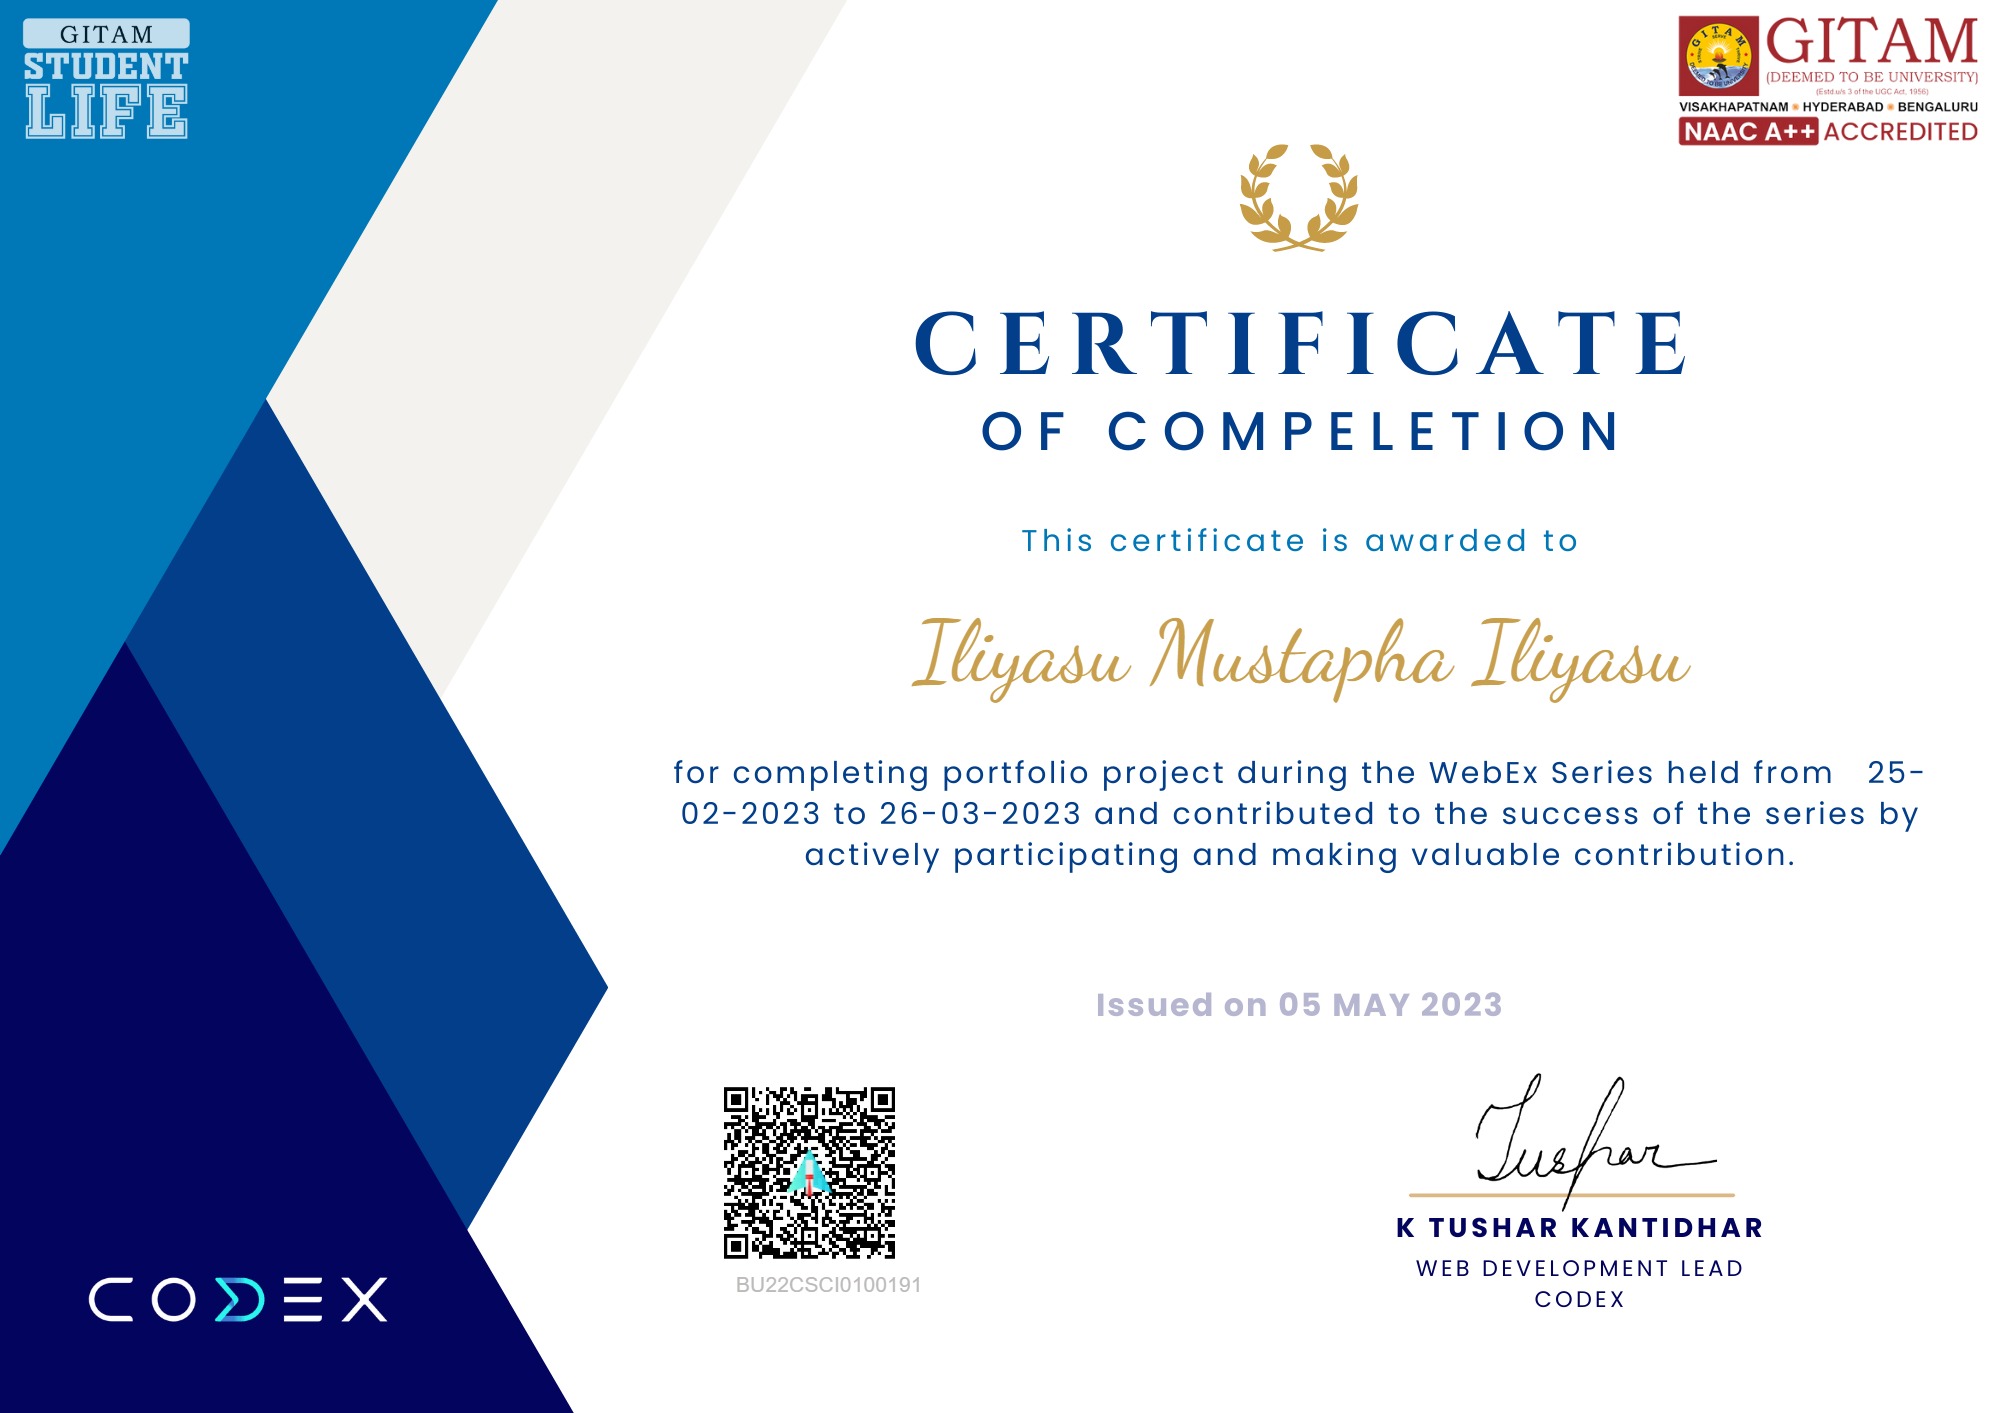 GITAM
STUDENT
LIFE
GITAM
(DEEMED TO BE UNIVERSITY)
(Estd.u/s 3 of the UGC Act, 1956)
VISAKHAPATNAM HYDERABAD BENGALURU
NAAC A++ ACCREDITED
CERTIFICATE
OF COMPELETION
This certificate is awarded to
Iliyasu Mustapha Iliyasu
for completing portfolio project during the WebEx Series held from 25-
02-2023 to 26-03-2023 and contributed to the success of the series by
actively participating and making valuable contribution.
Issued on 05 MAY 2023
Tushar
K TUSHAR KANTIDHAR
WEB DEVELOPMENT LEAD
CODEX
BU22CSCI0100191
CODEX